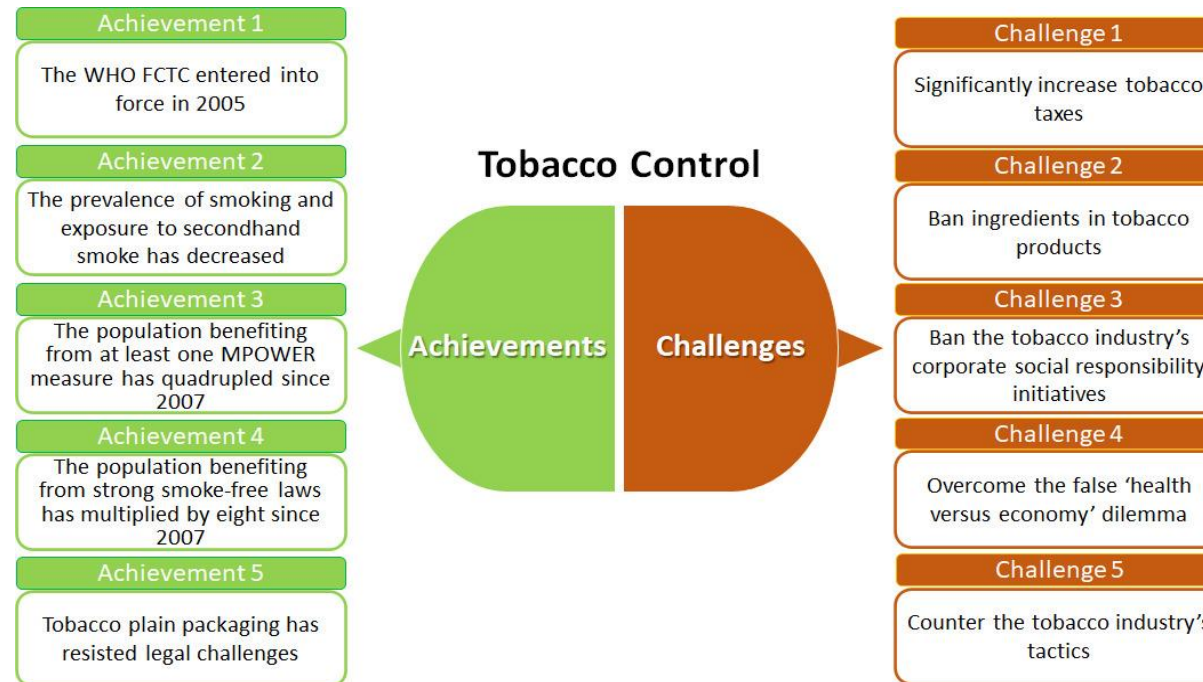 Achievement 1
The WHO FCTC entered into
force in 2005
Achievement 2
The prevalence of smoking and
exposure to secondhand
smoke has decreased
Achievement 3
The population benefiting
from at least one MPOWER
measure has quadrupled since
2007
Achievement 4
The population benefiting
from strong smoke-free laws
has multiplied by eight since
2007
Achievement 5
Tobacco plain packaging has
resisted legal challenges
Tobacco Control
Achievements
Challenges
Challenge 1
Significantly increase tobacco
taxes
Challenge 2
Ban ingredients in tobacco
products
Challenge 3
Ban the tobacco industry’s
corporate social responsibility
initiatives
Challenge 4
Overcome the false ‘health
versus economy’ dilemma
Challenge 5
Counter the tobacco industry’s
tactics